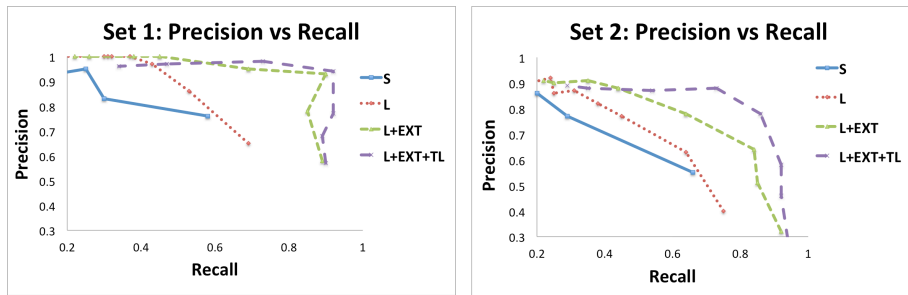 Set 1: Precision vs Recall
1
0.9
0.8
0.7
0.6
0.5
0.4
0.3
0.2
0.4
0.6
0.8
1
Precision
Recall
S
L
L+EXT
L+EXT+TL
Set 2: Precision vs Recall
1
0.9
0.8
0.7
0.6
0.5
0.4
0.3
0.2
0.4
0.6
0.8
1
Precision
Recall
S
L
L+EXT
L+EXT+TL